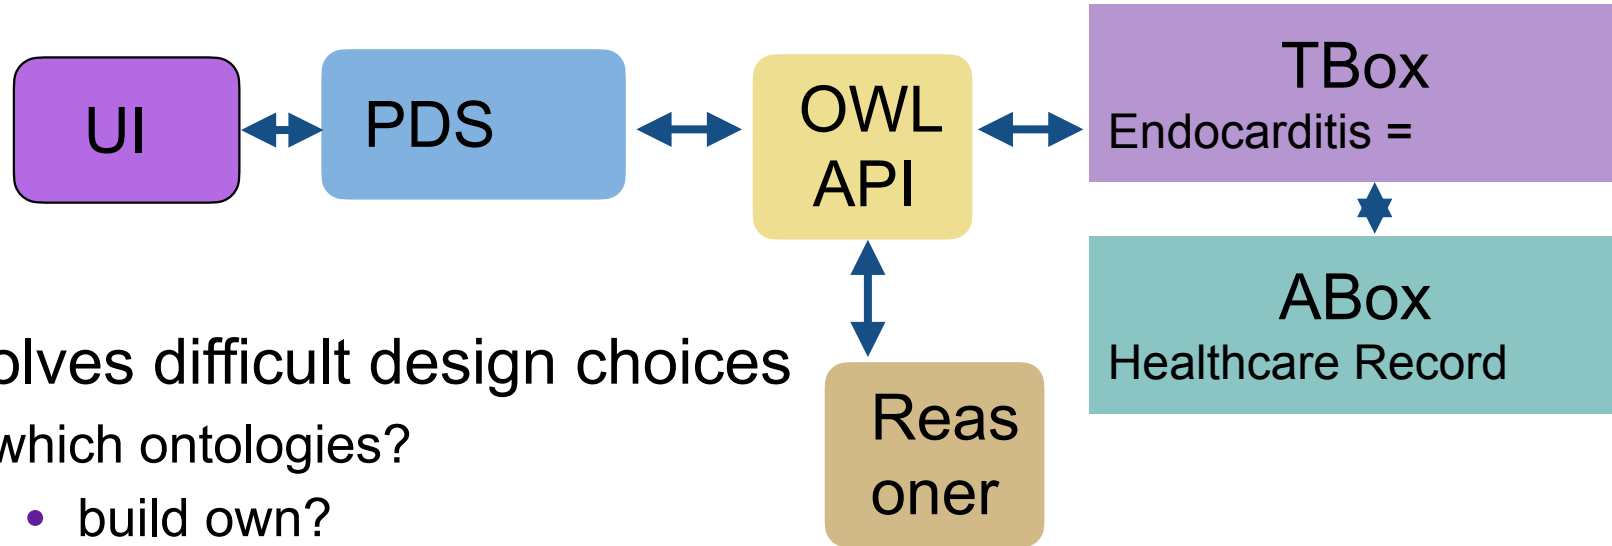 UI
PDS
OWL
API
TBox
Endocarditis =
ABox
Healthcare Record
Reas
oner
olves difficult design choices
which ontologies?
• build own?